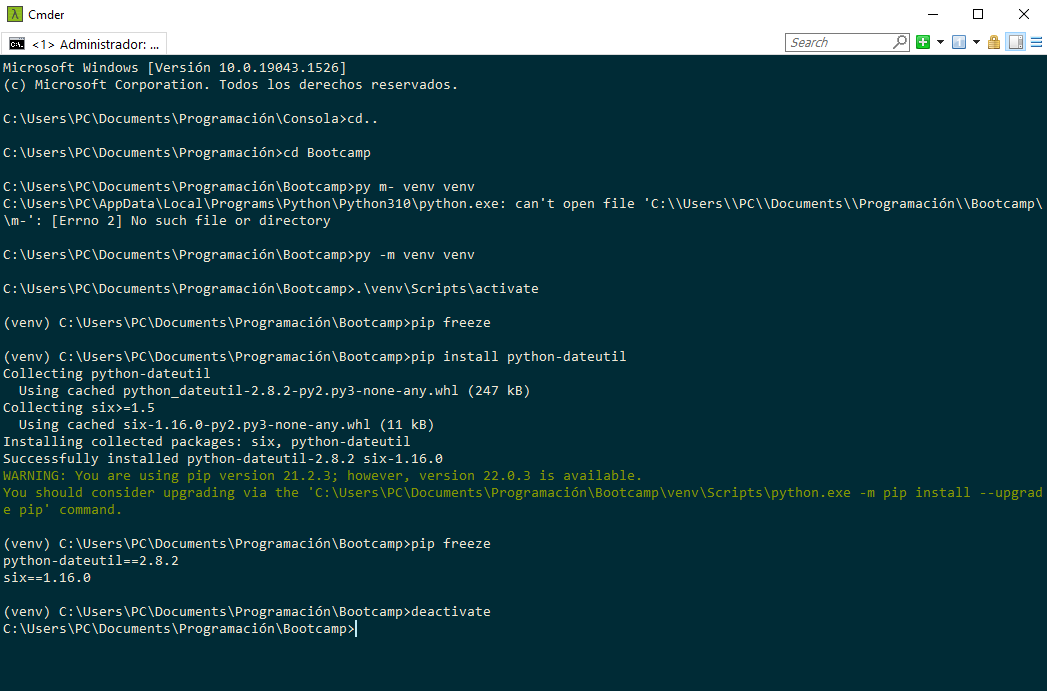 Cmder
<1> Administrador: ...
Search
Microsoft Windows [Versión 10.0.19043.1526]
(c) Microsoft Corporation. Todos los derechos reservados.
C:\Users\PC\Documents\Programación\Consola>cd..
C:\Users\PC\Documents\Programación>cd Bootcamp
C:\Users\PC\Documents\Programación\Bootcamp>py m- venv venv
C:\Users\PC\AppData\Local\Programs\Python\Python310\python.exe: can't open file 'C:\\Users\\PC\\Documents\\Programación\\Bootcamp\
\m-': [Errno 2] No such file or directory
C:\Users\PC\Documents\Programación\Bootcamp>py -m venv venv
C:\Users\PC\Documents\Programación\Bootcamp>.\venv\Scripts\activate
(venv) C:\Users\PC\Documents\Programación\Bootcamp>pip freeze
(venv) C:\Users\PC\Documents\Programación\Bootcamp>pip install python-dateutil
Collecting python-dateutil
  Using cached python_dateutil-2.8.2-py2.py3-none-any.whl (247 kB)
Collecting six>=1.5
  Using cached six-1.16.0-py2.py3-none-any.whl (11 kB)
Installing collected packages: six, python-dateutil
Successfully installed python-dateutil-2.8.2 six-1.16.0
WARNING: You are using pip version 21.2.3; however, version 22.0.3 is available.
You should consider upgrading via the 'C:\Users\PC\Documents\Programación\Bootcamp\venv\Scripts\python.exe -m pip install --upgrad
e pip' command.
(venv) C:\Users\PC\Documents\Programación\Bootcamp>pip freeze
python-dateutil==2.8.2
six==1.16.0
(venv) C:\Users\PC\Documents\Programación\Bootcamp>deactivate
C:\Users\PC\Documents\Programación\Bootcamp>